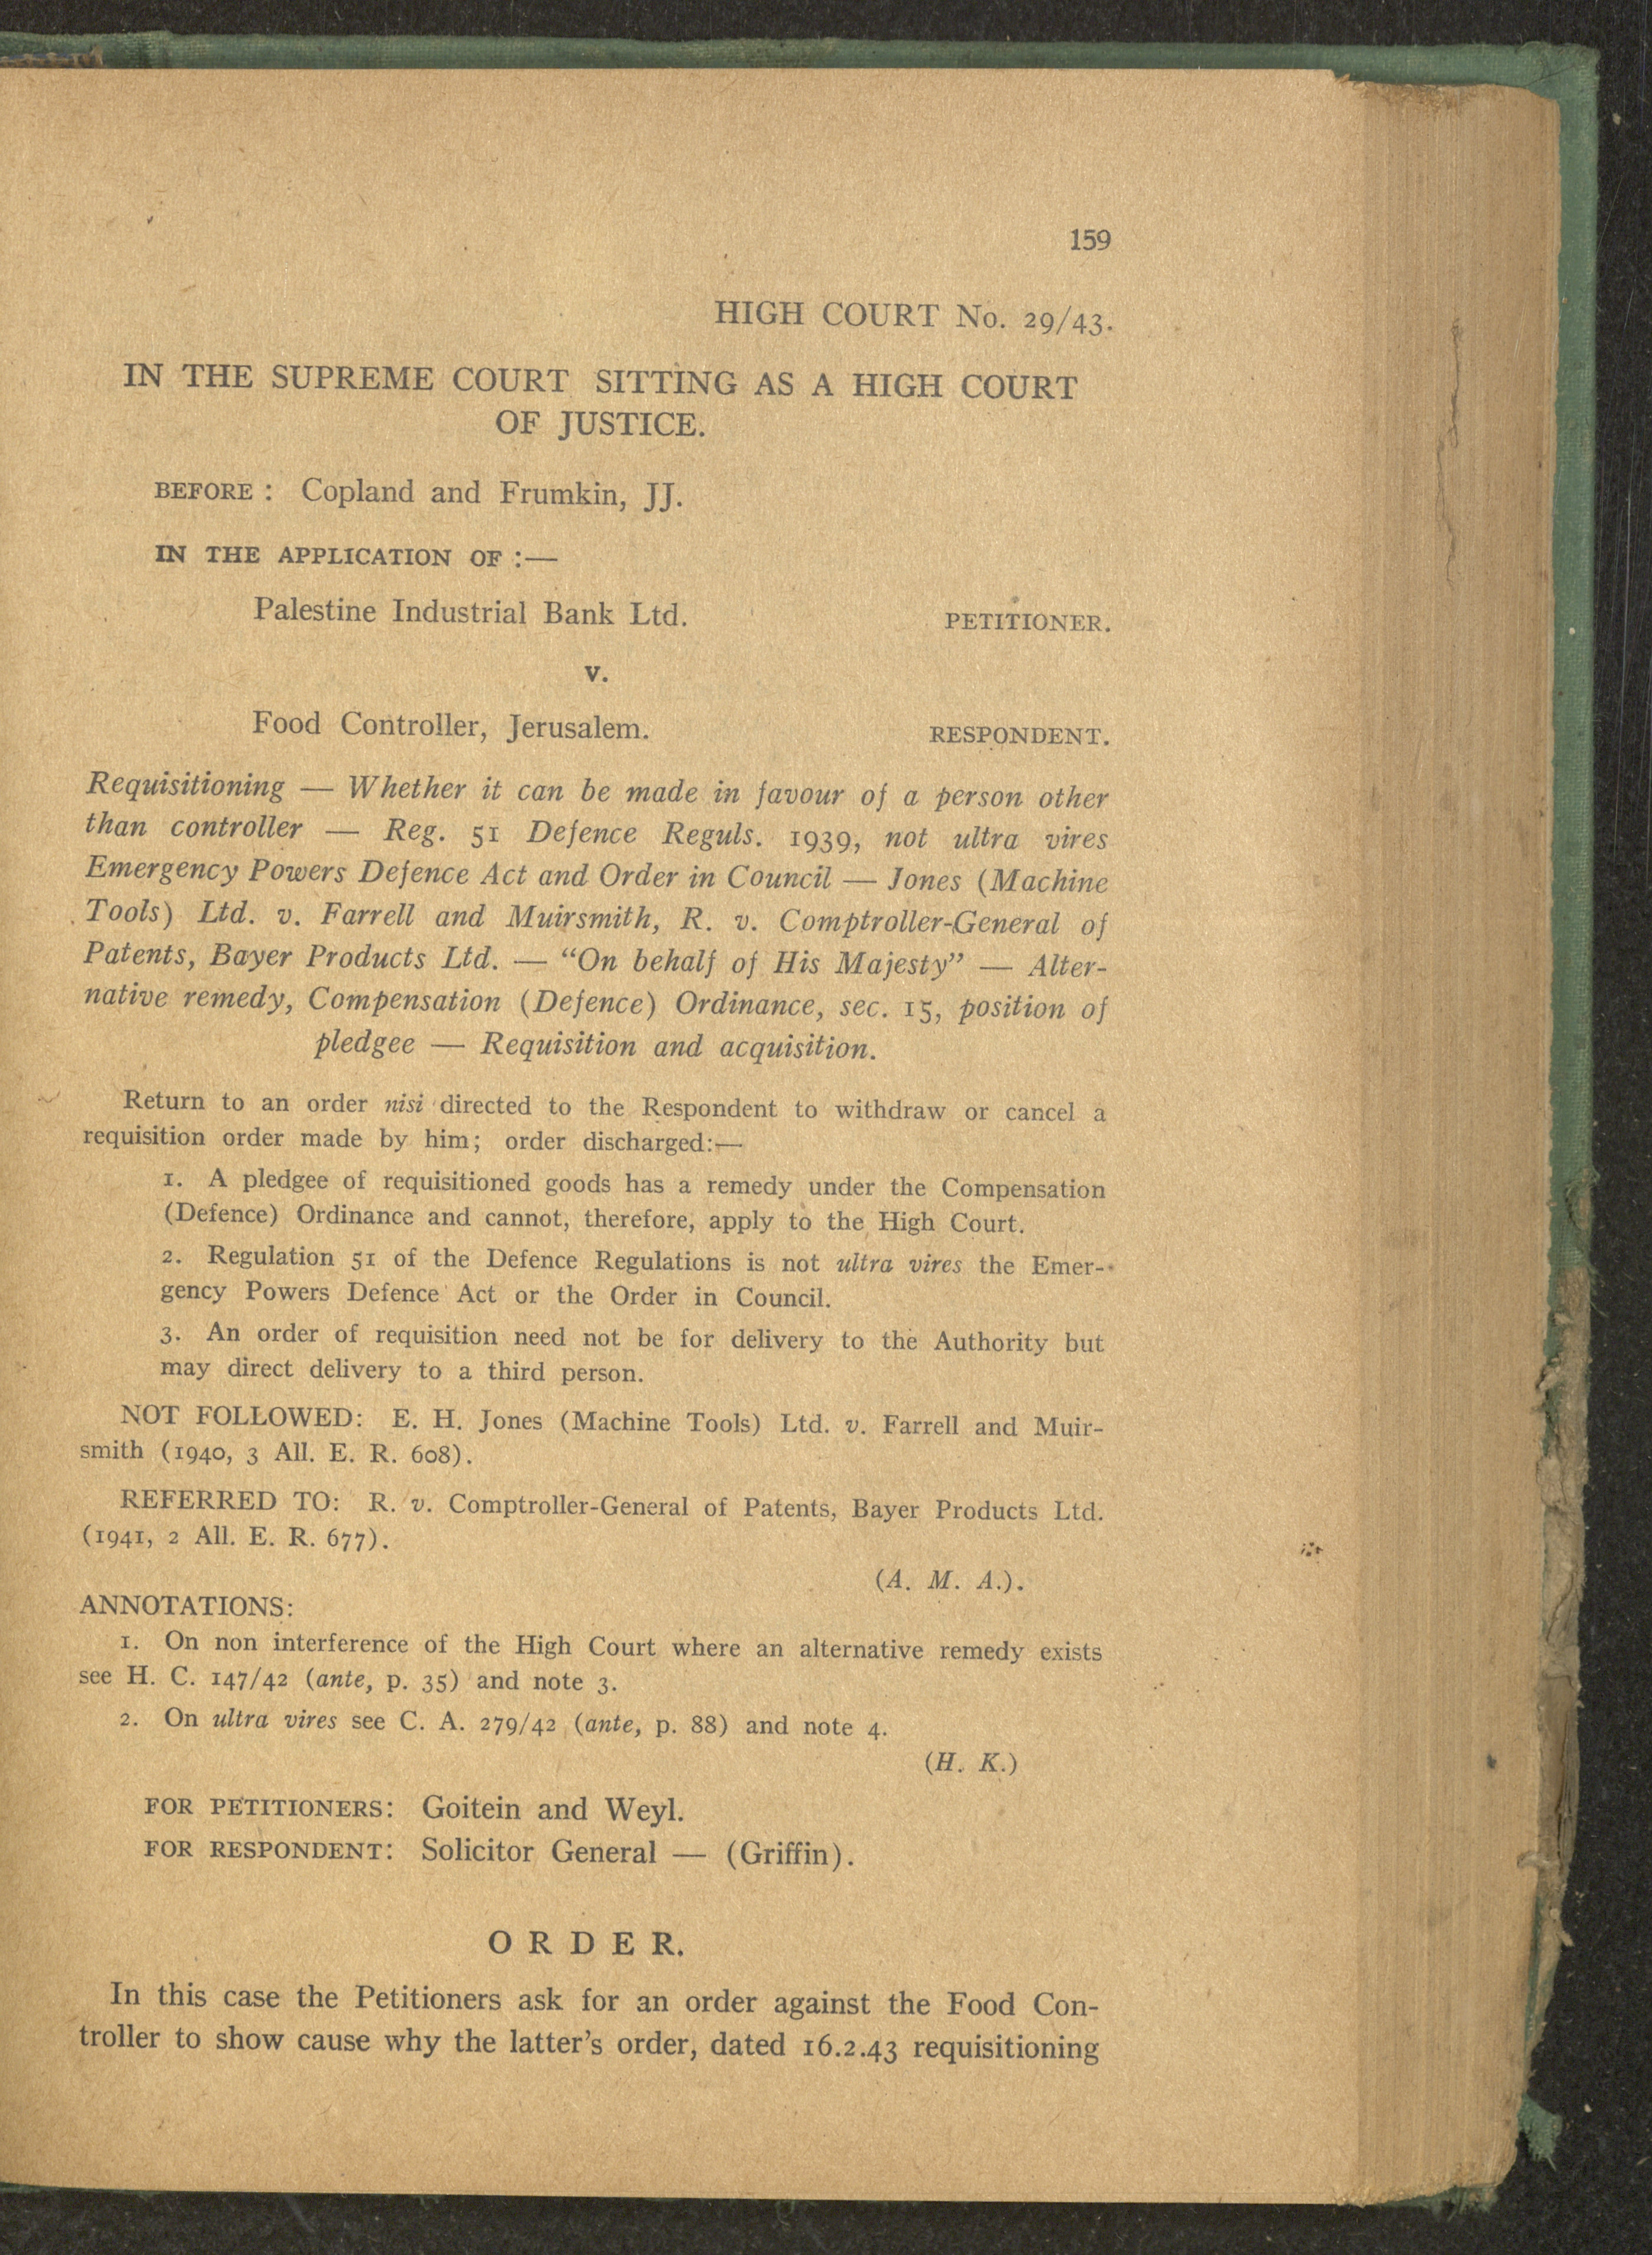 159
HIGH COURT No. 29/43.
IN THE SUPREME COURT SITTING AS A HIGH COURT
OF JUSTICE.
BEFORE : Copland and Frumkin, JJ.
IN THE APPLICATION OF :—
Palestine Industrial Bank Ltd. PETITIONER.
v.
Food Controller, Jerusalem. RESPONDENT.
Requisitioning — Whether it can be made in favour of a person other
than controller — Reg. 51 Defence Reguls. 1939, not ultra vires
Emergency Powers Defence Act and Order in Council — Jones (Machine
Tools) Ltd. v. Farrell and Muirsmith, R. v. Comptroller-General of
Patents, Bayer Products Ltd. — “On behalf of His Majesty” — Alter-
native remedy, Compensation (Defence) Ordinance, sec. 15, position of
pledgee — Requisition and acquisition.
Return to an order nisi directed to the Respondent to withdraw or cancel a
requisition order made by him; order discharged:—
1. A pledgee of requisitioned goods has a remedy under the Compensation
(Defence) Ordinance and cannot, therefore, apply to the High Court.
2. Regulation 51 of the Defence Regulations is not ultra vires the Emer-
gency Powers Defence Act or the Order in Council.
3. An order of requisition need not be for delivery to the Authority but
may direct delivery to a third person.
NOT FOLLOWED: E. H. Jones (Machine Tools) Ltd. v. Farrell and Muir-
smith (1940, 3 All. E. R. 608).
REFERRED TO: R. v. Comptroller-General of Patents, Bayer Products Ltd.
(1941, 2 All. E. R. 677).
(A. M. A.).
ANNOTATIONS:
1. On non interference of the High Court where an alternative remedy exists
see H. C. 147/42 (ante, p. 35) and note 3.
2. On ultra vires see C. A. 279/42 (ante, p. 88) and note 4.
(H. K.)
FOR PETITIONERS: Goitein and Weyl.
FOR RESPONDENT: Solicitor General — (Griffin).
O R D E R.
In this case the Petitioners ask for an order against the Food Con-
troller to show cause why the latter’s order, dated 16.2.43 requisitioning